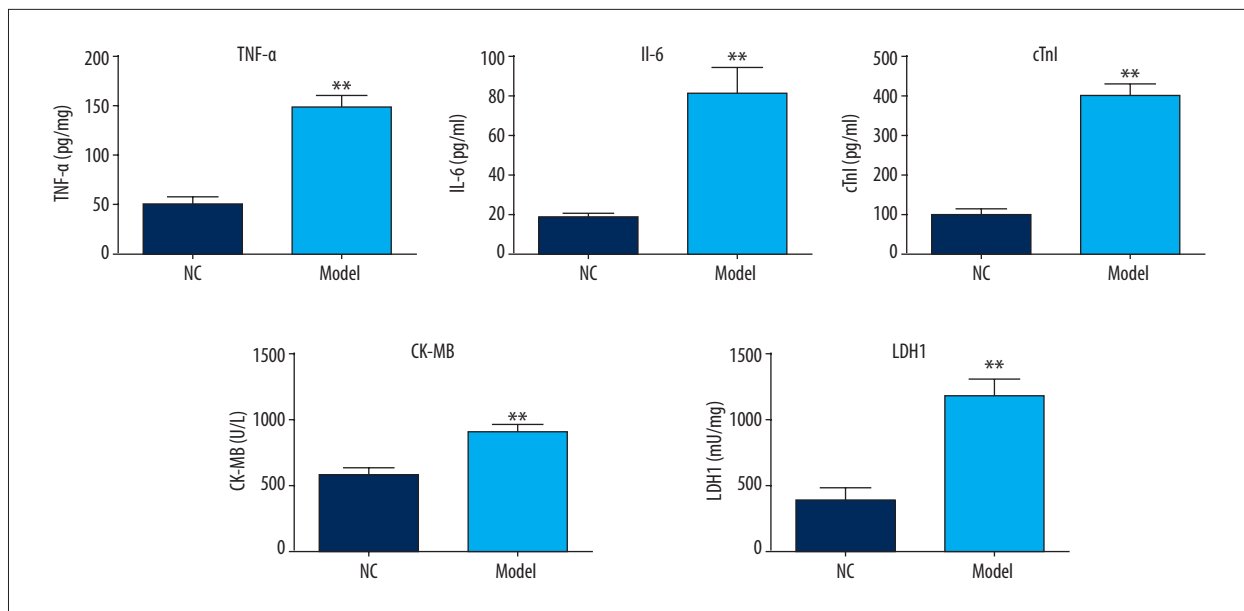 TNF-α
TNF-α (pg/mg)
200
150
100
50
0
**
NC
Model
Il-6
IL-6 (pg/ml)
100
80
60
40
20
0
**
NC
Model
cTnl
cTnl (pg/ml)
500
400
300
200
100
0
**
NC
Model
CK-MB
CK-MB (U/L)
1500
1000
500
0
**
NC
Model
LDH1
LDH1 (mU/mg)
1500
1000
500
0
**
NC
Model